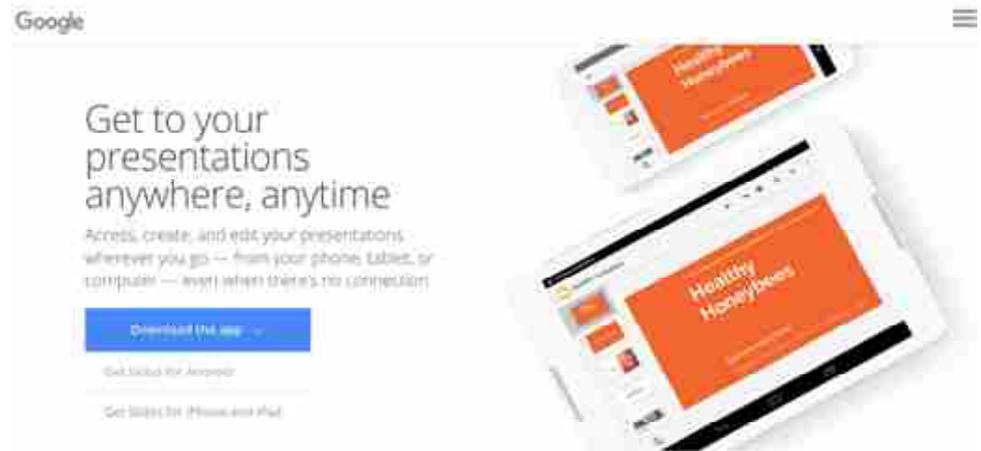 Google
Get to your
presentations
anywhere, anytime
Access, create, and edit your presentations
wherever you go — from your phone, tablet, or
computer — even when there's no connection
Download the app
Get Slides for Android
Get Slides for iPhone and iPad
Healthy
Honeybees
Healthy
Honeybees